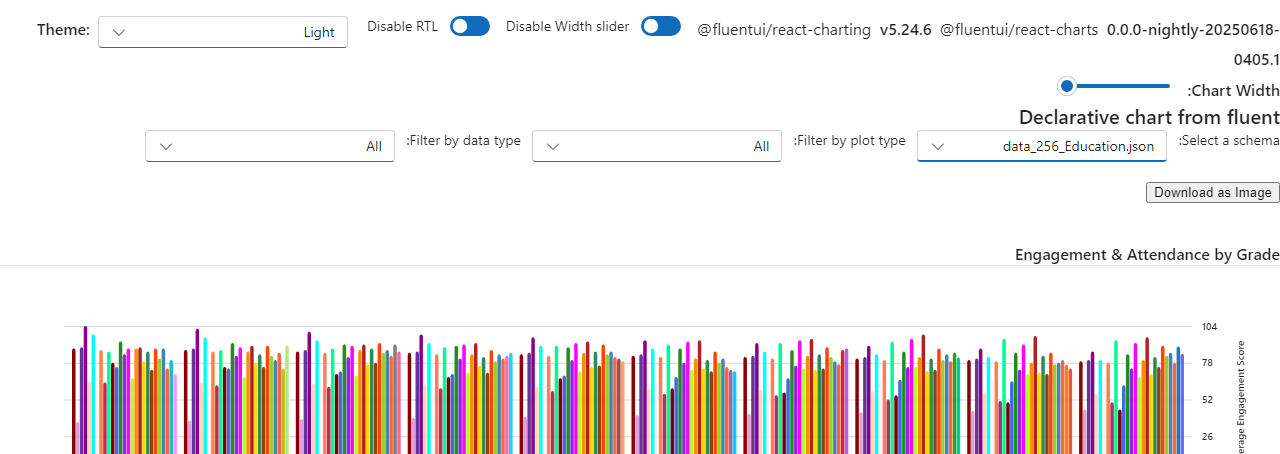 Theme:
Light
Disable RTL
Disable Width slider
@fluentui/react-charting v5.24.6 @fluentui/react-charts 0.0.0-nightly-20250618-
0405.1
:Chart Width
Declarative chart from fluent
:Select a schema
data_256_Education.json
:Filter by plot type
All
:Filter by data type
All
Download as Image
Engagement & Attendance by Grade
104
78
52
26
erage Engagement Score